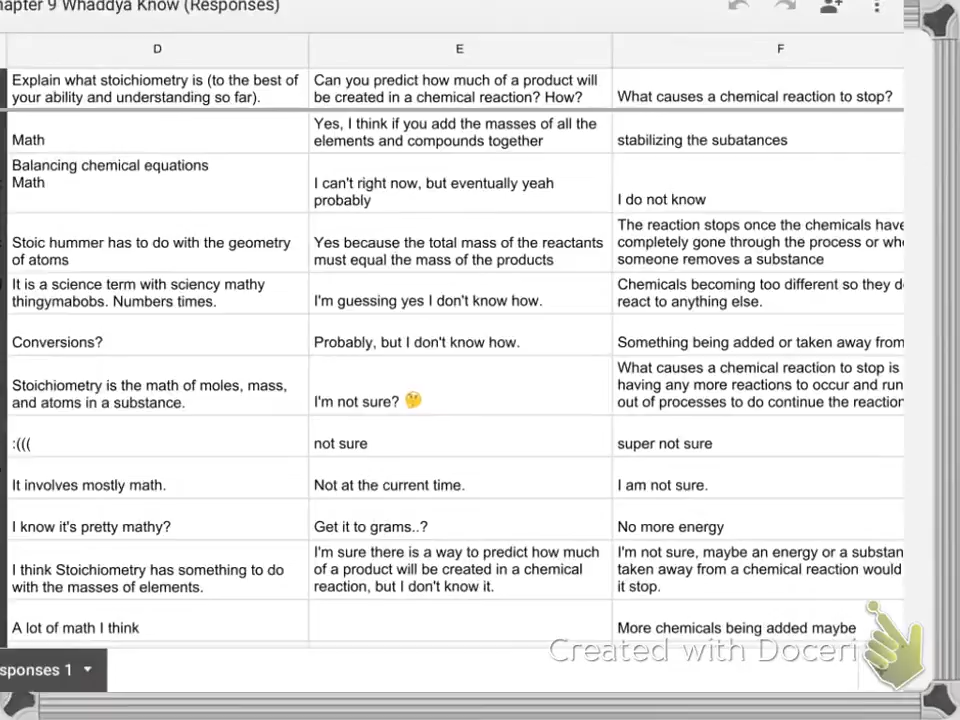 hapter 9 Whaddya Know (Responses)
D
E
F
Explain what stoichiometry is (to the best of
your ability and understanding so far).
Can you predict how much of a product will
be created in a chemical reaction? How?
What causes a chemical reaction to stop?
Math
Yes, I think if you add the masses of all the
elements and compounds together
stabilizing the subatances
Balancing chemical equations
Math
I can't right now, but eventually yeah
probably
I do not know
Stoic hummer has to do with the geometry
of atoms
Yes because the total mass of the reactants
must equal the mass of the products
The reaction stops once the chemicals have
completely gone through the process or whe
someone removes a substance
It is a science term with sciency mathy
thingymabobs. Numbers times.
I'm guessing yes I don't know how.
Chemicals becoming too different so they d
react to anything else.
Conversions?
Probably, but I don't know how.
Something being added or taken away from
Stoichiometry is the math of moles, mass,
and atoms in a substance.
I'm not sure? 🤔
What causes a chemical reaction to stop is
having any more reactions to occur and run
out of processes to do continue the reaction
:(((
not sure
super not sure
It involves mostly math.
Not at the current time.
I am not sure.
I know it's pretty mathy?
Get it to grams..?
No more energy
I think Stoichiometry has something to do
with the masses of elements.
I'm sure there is a way to predict how much
of a product will be created in a chemical
reaction, but I don't know it.
I'm not sure, maybe an energy or a substan
taken away from a chemical reaction would
it stop.
A lot of math I think
More chemicals being added maybe
Created with Doceri
sponses 1